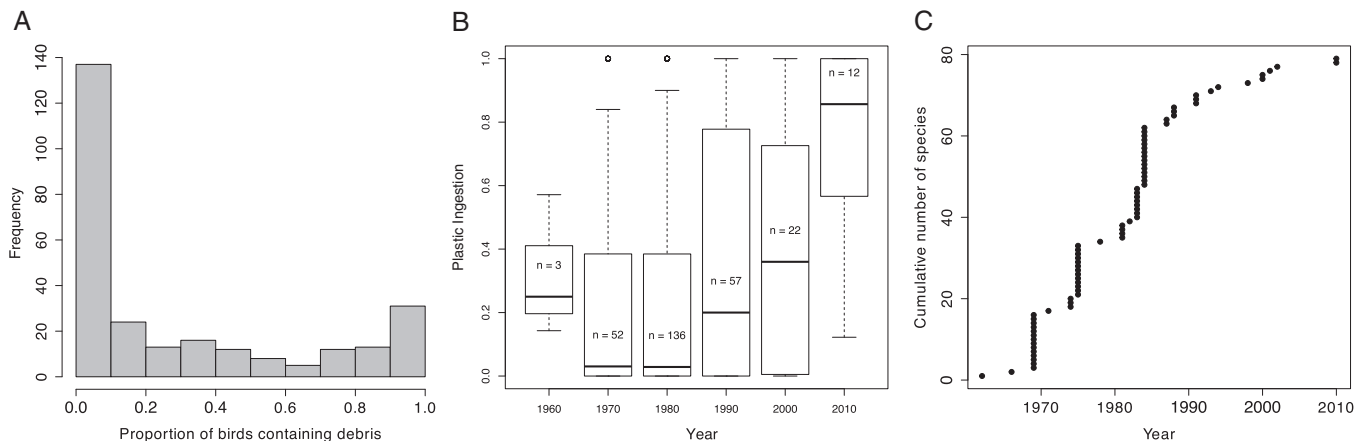 A
Frequency
140
120
100
80
60
40
20
0
0.0 0.2 0.4 0.6 0.8 1.0
Proportion of birds containing debris
B
Plastic Ingestion
1.0
0.8
0.6
0.4
0.2
0.0
n = 3
n = 52
n = 136
n = 57
n = 22
n = 12
1960 1970 1980 1990 2000 2010
Year
C
Cumulative number of species
80
60
40
20
0
1970 1980 1990 2000 2010
Year